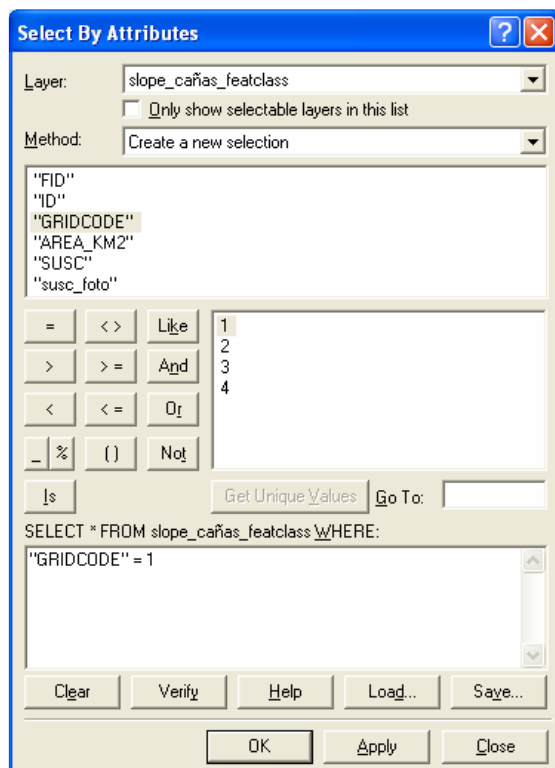 Select By Attributes
Layer: slope_cañas_featclass
Only show selectable layers in this list
Method: Create a new selection
"FID"
"ID"
"GRIDCODE"
"AREA_KM2"
"SUSC"
"susc_foto"
= < > Like
> > = And
< < = Or
_ % ( ) Not
Is
1
2
3
4
Get Unique Values Go To:
SELECT * FROM slope_cañas_featclass WHERE:
"GRIDCODE" = 1
Clear Verify Help Load... Save...
OK Apply Close